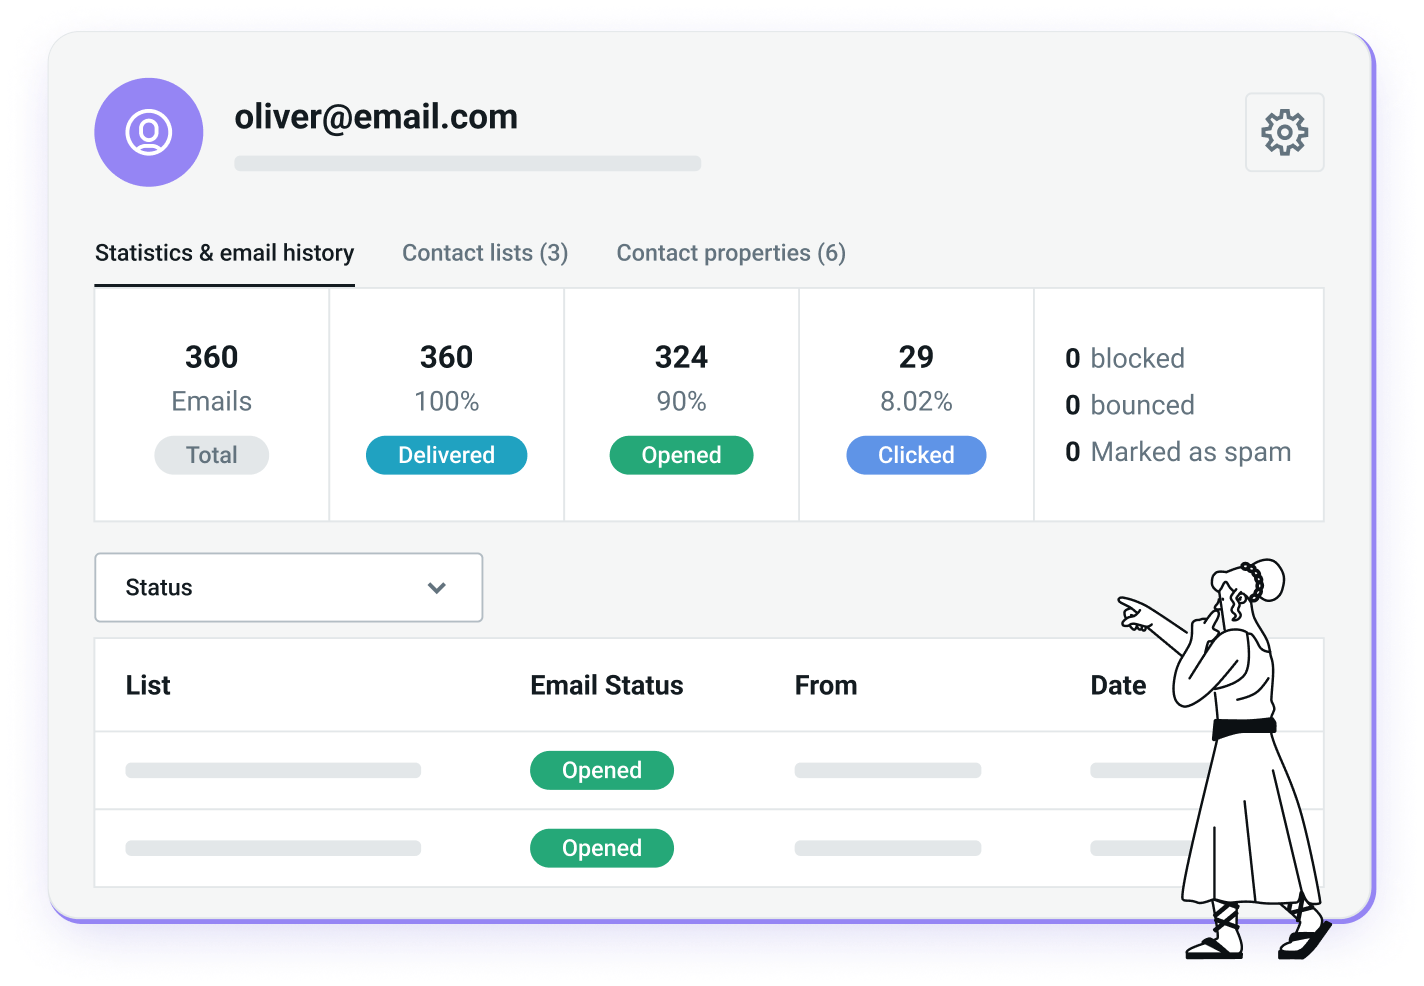 oliver@email.com
Statistics & email history
Contact lists (3)
Contact properties (6)
360
Emails
Total
360
100%
Delivered
324
90%
Opened
29
8.02%
Clicked
0 blocked
0 bounced
0 Marked as spam
Status
List
Email Status
From
Date
Opened
Opened